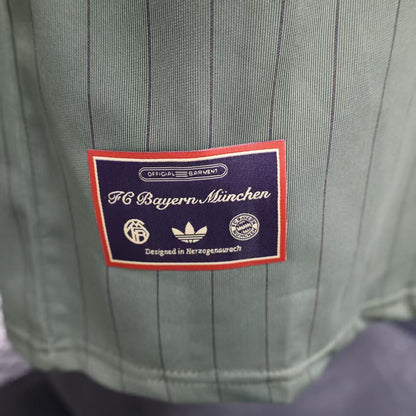 OFFICIAL GARMENT
FC Bayern München
Designed in Herzogenaurach